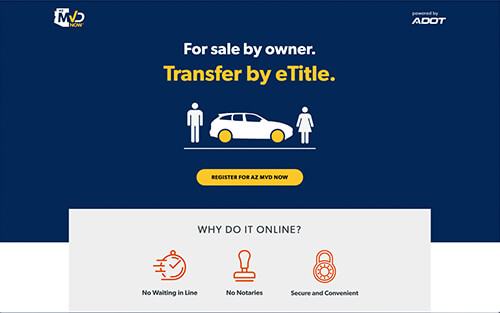 AZ
MVD
NOW
powered by
ADOT
For sale by owner.
Transfer by eTitle.
REGISTER FOR AZ MVD NOW
WHY DO IT ONLINE?
No Waiting in Line
No Notaries
Secure and Convenient